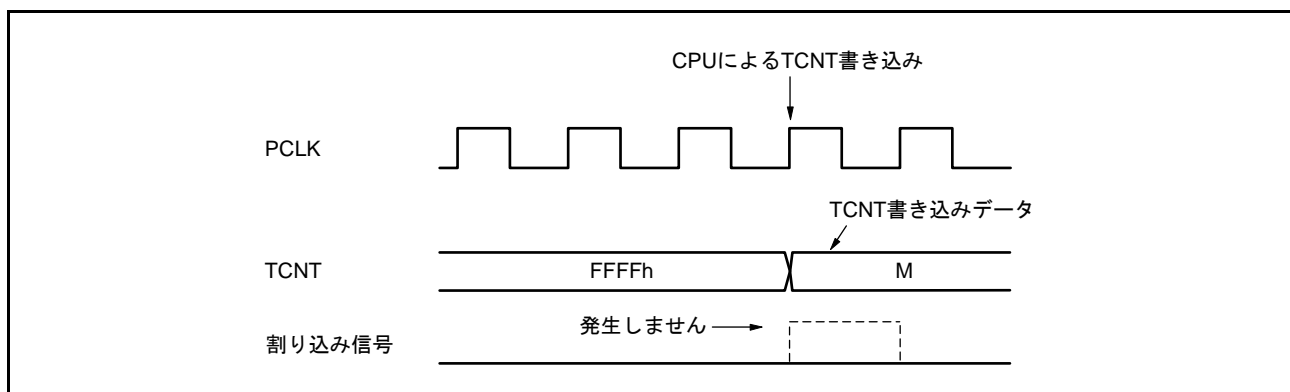 CPUによるTCNT書き込み
PCLK
TCNT書き込みデータ
TCNT
FFFFh
M
発生しません
割り込み信号